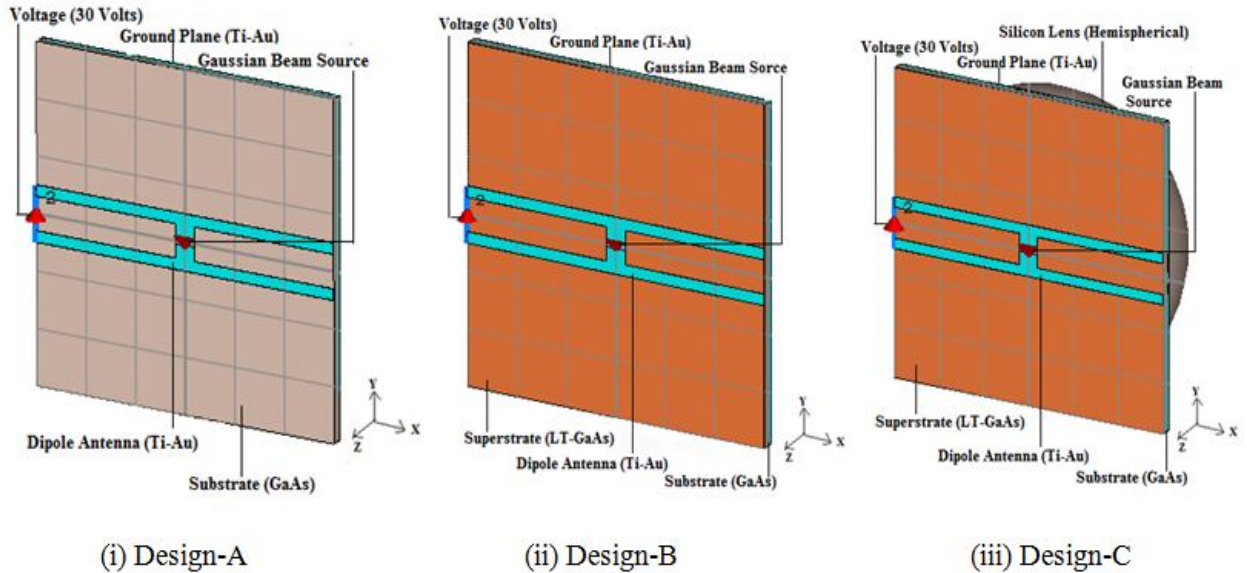 Voltage (30 Volts)
Ground Plane (Ti-Au)
Gaussian Beam Source
2
Dipole Antenna (Ti-Au)
Substrate (GaAs)
Y
X
Z
(i) Design-A
Voltage (30 Volts)
Ground Plane (Ti-Au)
Gaussian Beam Sorce
2
Superstrate (LT-GaAs)
Dipole Antenna (Ti-Au)
Substrate (GaAs)
Y
X
Z
(ii) Design-B
Silicon Lens (Hemispherical)
Voltage (30 Volts)
Ground Plane (Ti-Au)
Gaussian Beam
Source
2
Superstrate (LT-GaAs)
Dipole Antenna (Ti-Au)
Substrate (GaAs)
Y
X
Z
(iii) Design-C